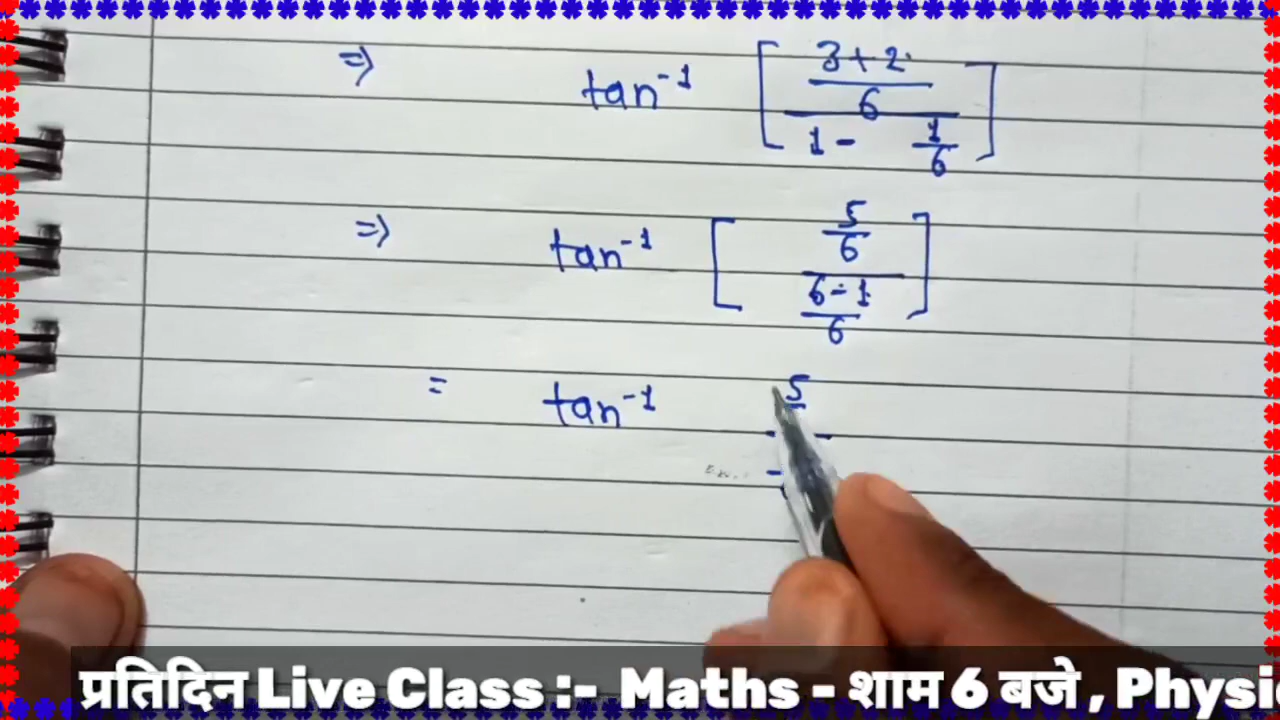 ⇒ tan⁻¹ [ (3+2)/6 / (1 - 1/6) ]
⇒ tan⁻¹ [ 5/6 / (6-1)/6 ]
= tan⁻¹ 5
प्रतिदिन Live Class :- Maths - शाम 6 बजे , Physi